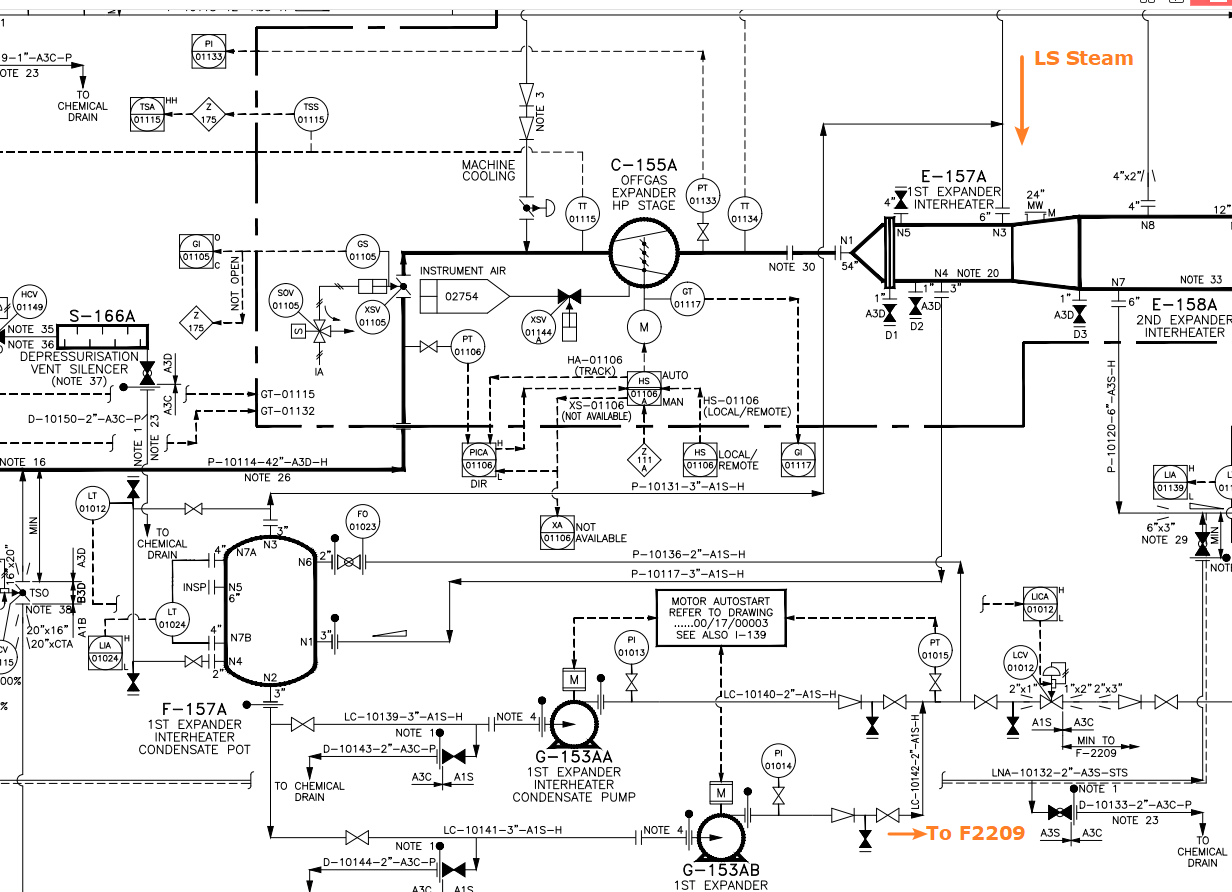 9-1"-A3C-P
NOTE 23
TO
CHEMICAL
DRAIN
PI
01133
TSA
01115
HH
Z
175
TSS
01115
NOTE 3
MACHINE
COOLING
C-155A
OFFGAS
EXPANDER
HP STAGE
TT
01115
PT
01133
TT
01134
LS Steam
E-157A
1ST EXPANDER
INTERHEATER
4"
N5
6"
N3
24"
MW
M
4"x2"
4"
N8
12"
N1
54"
NOTE 30
N4
NOTE 20
1"
A3D
D1
1"
A3D
D2
3"
1"
A3D
D3
N7
6"
NOTE 33
E-158A
2ND EXPANDER
INTERHEATER
GI
01105
O
C
GS
01105
NOT OPEN
Z
175
SOV
01105
S
IA
XSV
01105
INSTRUMENT AIR
02754
XSV
01144
A
GT
01117
M
PT
01106
HCV
01149
NOTE 35
NOTE 36
S-166A
DEPRESSURISATION
VENT SILENCER
(NOTE 37)
A3D
A3C
D-10150-2"-A3C-P
NOTE 1
NOTE 23
GT-01115
GT-01132
HA-01106
(TRACK)
HS
01106
A
AUTO
MAN
XS-01106
(NOT AVAILABLE)
HS-01106
(LOCAL/REMOTE)
PICA
01106
H
L
DIR
Z
111
A
HS
01106
LOCAL/
REMOTE
GI
01117
P-10120-6"-A3S-H
NOTE 16
P-10114-42"-A3D-H
NOTE 26
P-10131-3"-A1S-H
LIA
01139
H
L
LT
01012
MIN
TO
CHEMICAL
DRAIN
3"
N3
FO
01023
XA
01106
NOT
AVAILABLE
6"x3"
NOTE 29
MIN
4"
N7A
N6
2"
P-10136-2"-A1S-H
P-10117-3"-A1S-H
16"x20"
A3D
B3D
A1B
TSO
NOTE 38
20"x16"
20"xCTA
INSP
N5
6"
LT
01024
4"
N7B
N4
2"
N1
3"
N2
3"
LIA
01024
H
L
MOTOR AUTOSTART
REFER TO DRAWING
......00/17/00003
SEE ALSO I-139
LICA
01012
H
L
PI
01013
PT
01015
LCV
01012
2"x1"
1"x2"
2"x3"
A1S
A3C
MIN TO
F-2209
M
LC-10140-2"-A1S-H
F-157A
1ST EXPANDER
INTERHEATER
CONDENSATE POT
LC-10139-3"-A1S-H
NOTE 4
NOTE 1
D-10143-2"-A3C-P
A3C
A1S
TO CHEMICAL
DRAIN
G-153AA
1ST EXPANDER
INTERHEATER
CONDENSATE PUMP
PI
01014
LC-10142-2"-A1S-H
M
LNA-10132-2"-A3S-STS
NOTE 1
D-10133-2"-A3C-P
NOTE 23
A3S
A3C
TO
CHEMICAL
DRAIN
To F2209
LC-10141-3"-A1S-H
NOTE 4
NOTE 1
D-10144-2"-A3C-P
A3C
A1S
G-153AB
1ST EXPANDER